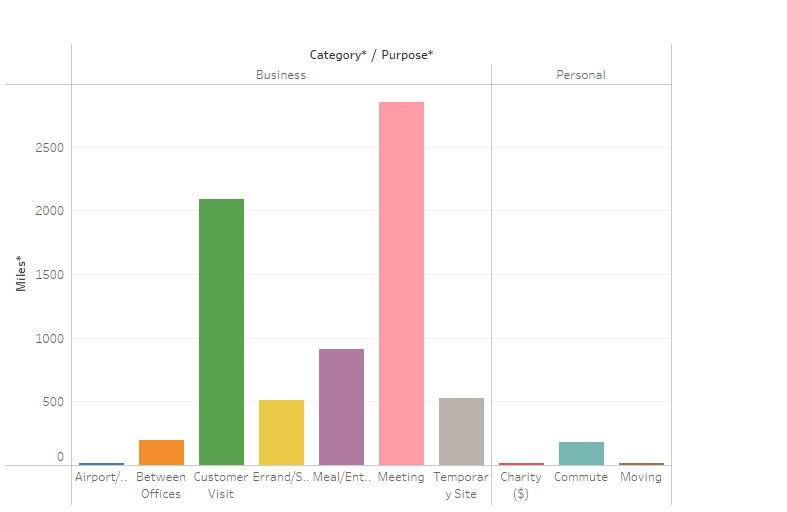 Category* / Purpose*
Business
Personal
2500
2000
1500
1000
500
0
Miles*
Airport/..
Between
Offices
Customer
Visit
Errand/S..
Meal/Ent..
Meeting
Temporar
y Site
Charity
($)
Commute
Moving